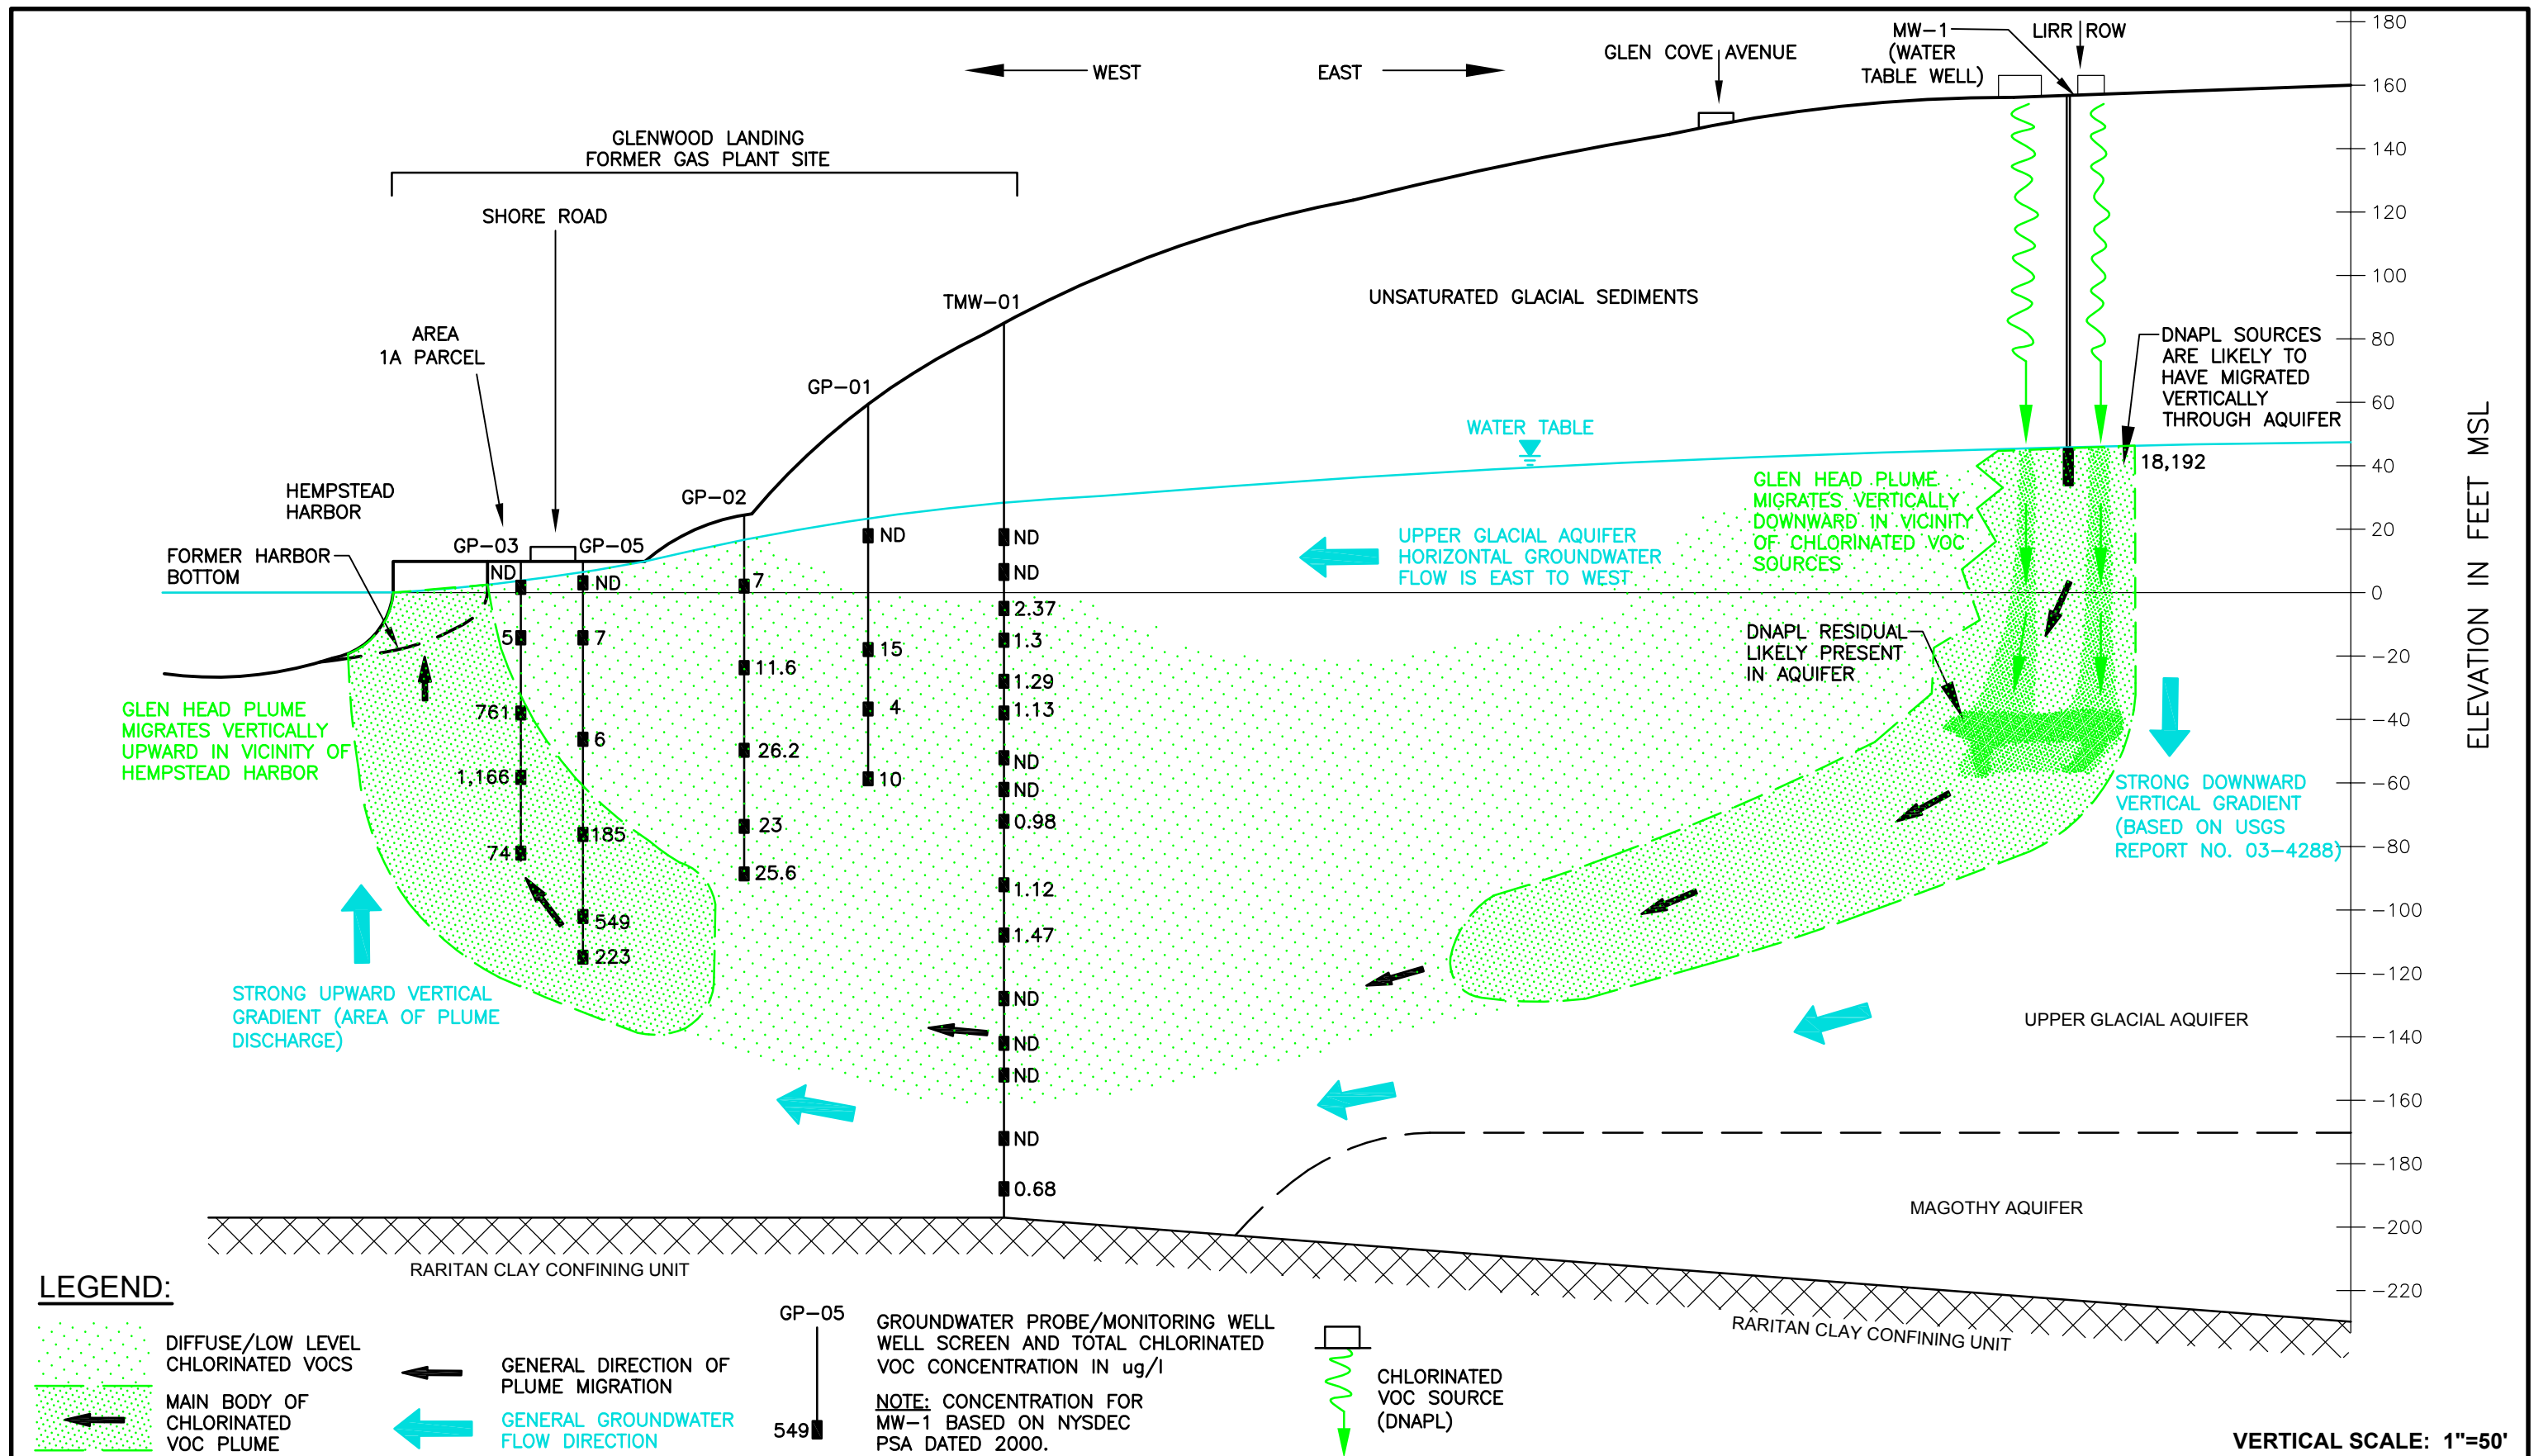 MW-1
(WATER
TABLE WELL)
LIRR ROW
GLEN COVE AVENUE
WEST
EAST
GLENWOOD LANDING
FORMER GAS PLANT SITE
SHORE ROAD
AREA
1A PARCEL
TMW-01
GP-01
GP-02
GP-03
GP-05
HEMPSTEAD
HARBOR
FORMER HARBOR
BOTTOM
UNSATURATED GLACIAL SEDIMENTS
WATER TABLE
DNAPL SOURCES
ARE LIKELY TO
HAVE MIGRATED
VERTICALLY
THROUGH AQUIFER
18,192
GLEN HEAD PLUME
MIGRATES VERTICALLY
DOWNWARD IN VICINITY
OF CHLORINATED VOC
SOURCES
UPPER GLACIAL AQUIFER
HORIZONTAL GROUNDWATER
FLOW IS EAST TO WEST
DNAPL RESIDUAL
LIKELY PRESENT
IN AQUIFER
GLEN HEAD PLUME
MIGRATES VERTICALLY
UPWARD IN VICINITY OF
HEMPSTEAD HARBOR
STRONG DOWNWARD
VERTICAL GRADIENT
(BASED ON USGS
REPORT NO. 03-4288)
STRONG UPWARD VERTICAL
GRADIENT (AREA OF PLUME
DISCHARGE)
ND
5
761
1,166
74
ND
7
6
185
549
223
7
11.6
26.2
23
25.6
ND
15
4
10
ND
ND
2.37
1.3
1.29
1.13
ND
ND
0.98
1.12
1.47
ND
ND
ND
ND
0.68
UPPER GLACIAL AQUIFER
MAGOTHY AQUIFER
RARITAN CLAY CONFINING UNIT
RARITAN CLAY CONFINING UNIT
180
160
140
120
100
80
60
40
20
0
-20
-40
-60
-80
-100
-120
-140
-160
-180
-200
-220
ELEVATION IN FEET MSL
LEGEND:
DIFFUSE/LOW LEVEL
CHLORINATED VOCS
MAIN BODY OF
CHLORINATED
VOC PLUME
GENERAL DIRECTION OF
PLUME MIGRATION
GENERAL GROUNDWATER
FLOW DIRECTION
GP-05
549
GROUNDWATER PROBE/MONITORING WELL
WELL SCREEN AND TOTAL CHLORINATED
VOC CONCENTRATION IN ug/l
NOTE: CONCENTRATION FOR
MW-1 BASED ON NYSDEC
PSA DATED 2000.
CHLORINATED
VOC SOURCE
(DNAPL)
VERTICAL SCALE: 1"=50'